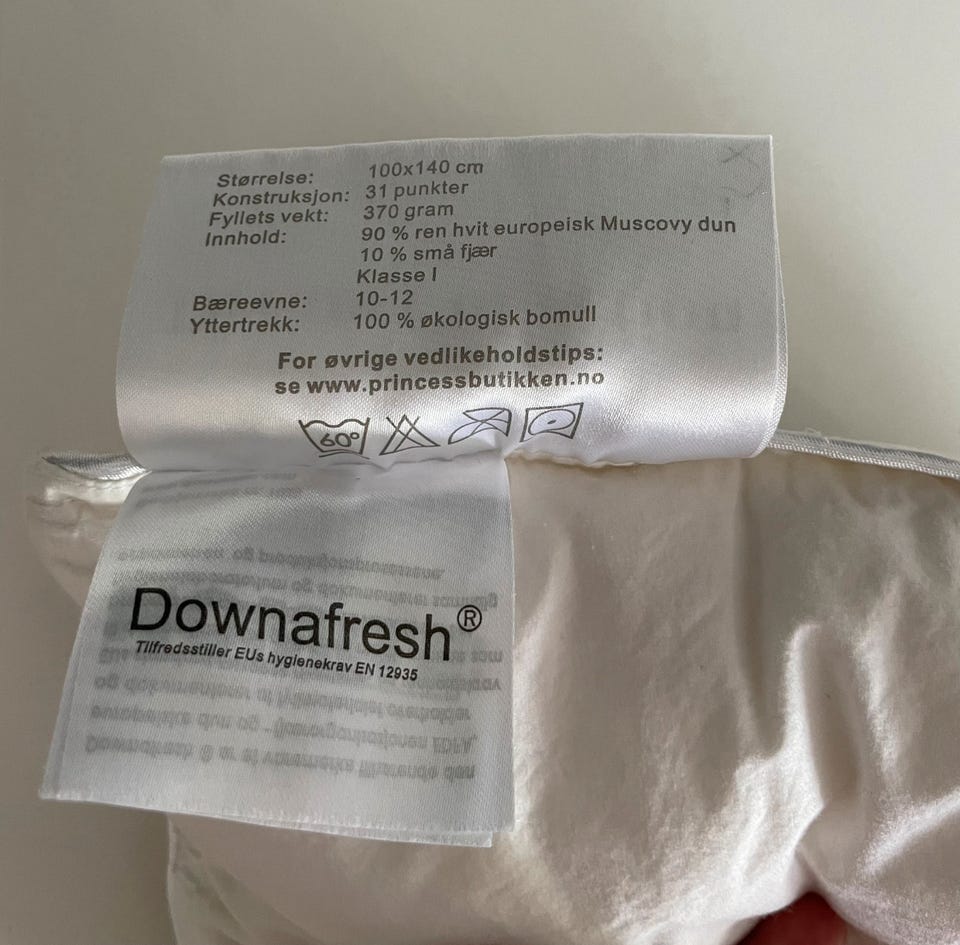 Størrelse: 100x140 cm
Konstruksjon: 31 punkter
Fyllets vekt: 370 gram
Innhold: 90 % ren hvit europeisk Muscovy dun
10 % små fjær
Klasse I
Bæreevne: 10-12
Yttertrekk: 100 % økologisk bomull
For øvrige vedlikeholdstips:
se www.princessbutikken.no
60°
Downafresh®
Tilfredsstiller EUs hygienekrav EN 12935